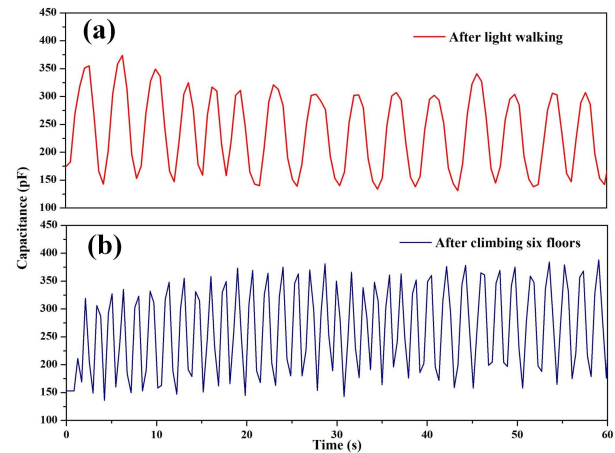 (a)
After light walking
450
400
350
300
250
200
150
100
Capacitance (pF)
(b)
After climbing six floors
450
400
350
300
250
200
150
100
0 10 20 30 40 50 60
Time (s)